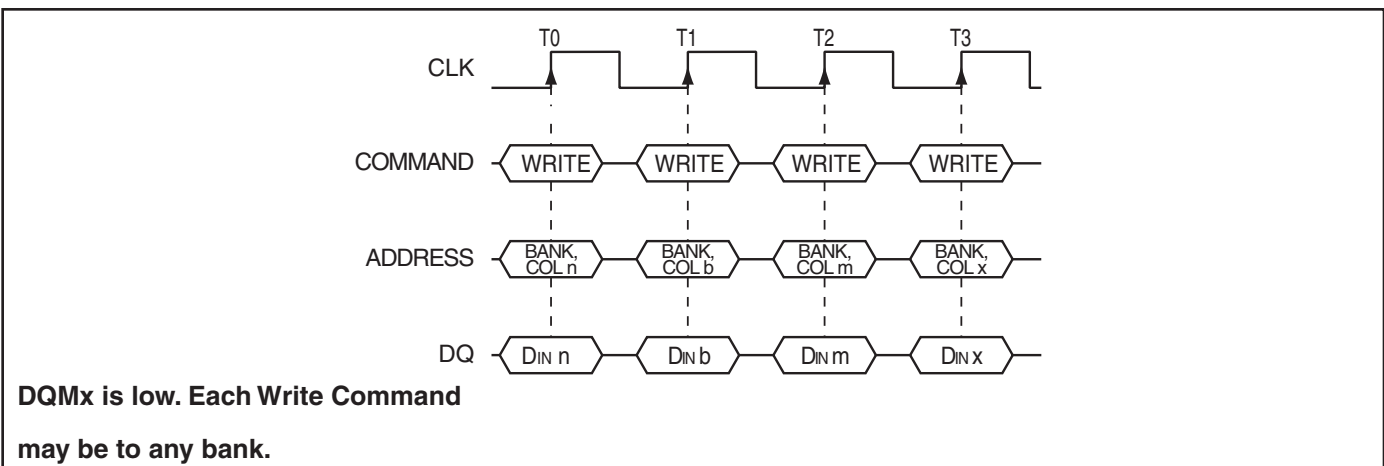 T0 T1 T2 T3
CLK
COMMAND WRITE WRITE WRITE WRITE
ADDRESS BANK, BANK, BANK, BANK,
COL n COL b COL m COL x
DQ DIN n DIN b DIN m DIN x
DQMx is low. Each Write Command
may be to any bank.